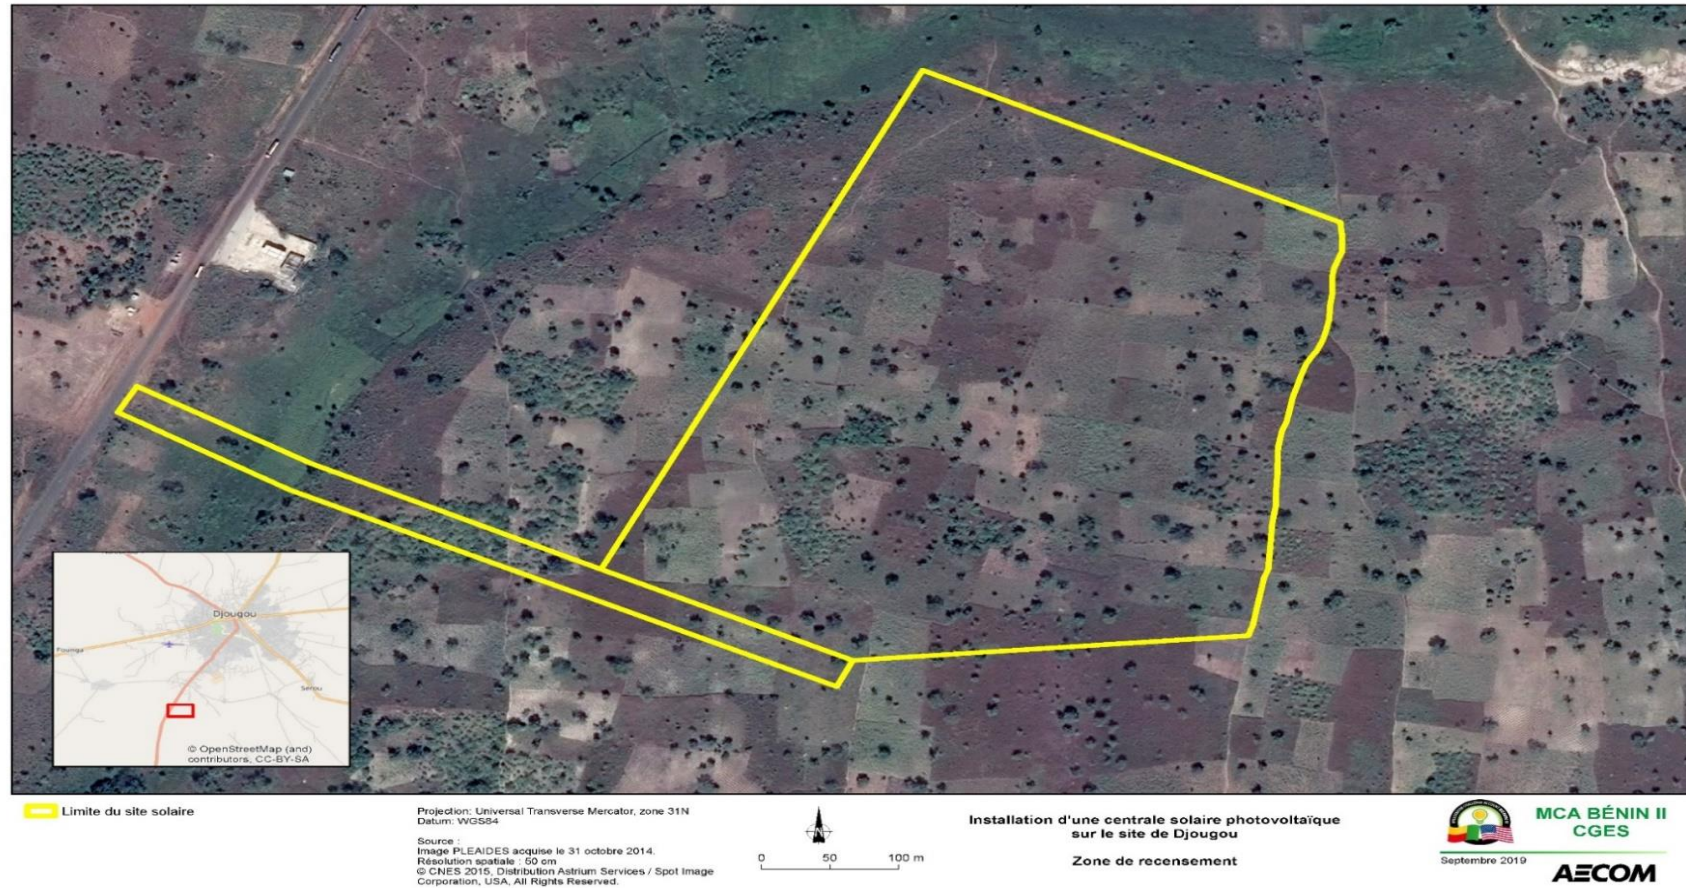 Djougou
Founga
Sérou
© OpenStreetMap (and)
contributors, CC-BY-SA
Limite du site solaire
Projection: Universal Transverse Mercator, zone 31N
Datum: WGS84
Source :
Image PLEAIDES acquise le 31 octobre 2014.
Résolution spatiale : 50 cm
© CNES 2015, Distribution Astrium Services / Spot Image
Corporation, USA, All Rights Reserved.
0 50 100 m
Installation d'une centrale solaire photovoltaïque
sur le site de Djougou
Zone de recensement
MCA BÉNIN II
CGES
Septembre 2019
AECOM